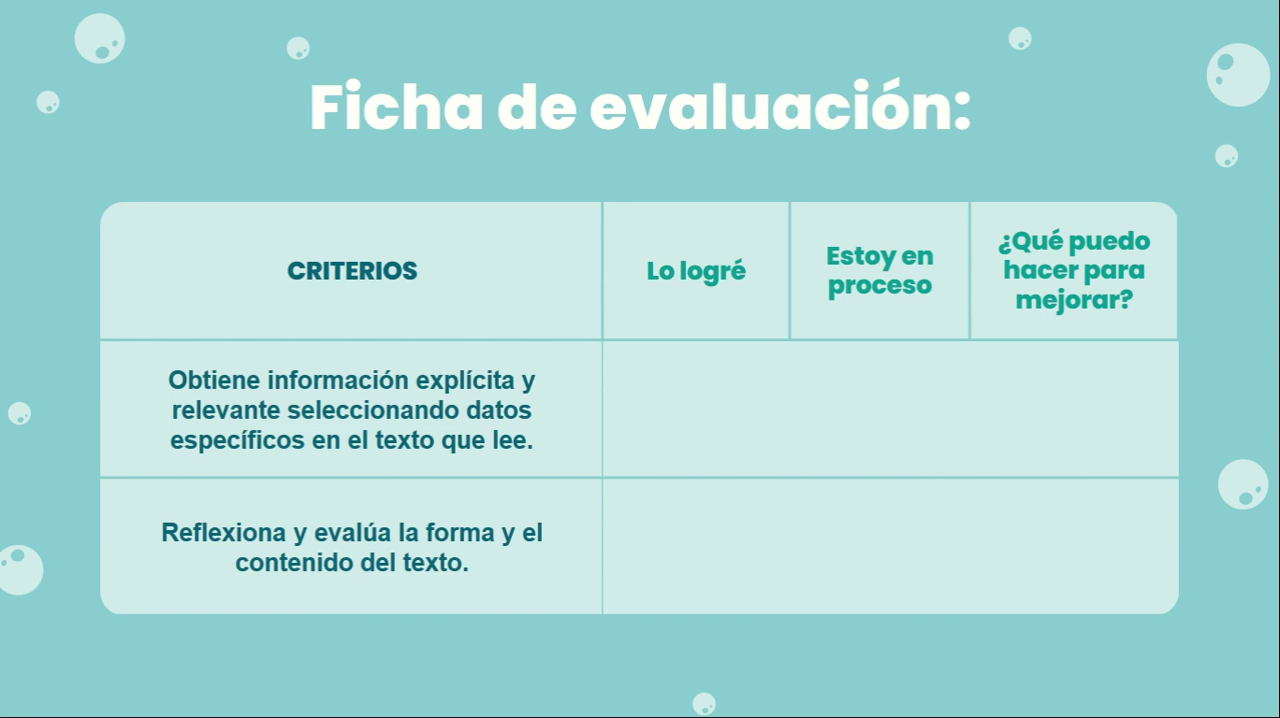 Ficha de evaluación:
CRITERIOS
Lo logré
Estoy en
proceso
¿Qué puedo
hacer para
mejorar?
Obtiene información explícita y
relevante seleccionando datos
específicos en el texto que lee.
Reflexiona y evalúa la forma y el
contenido del texto.